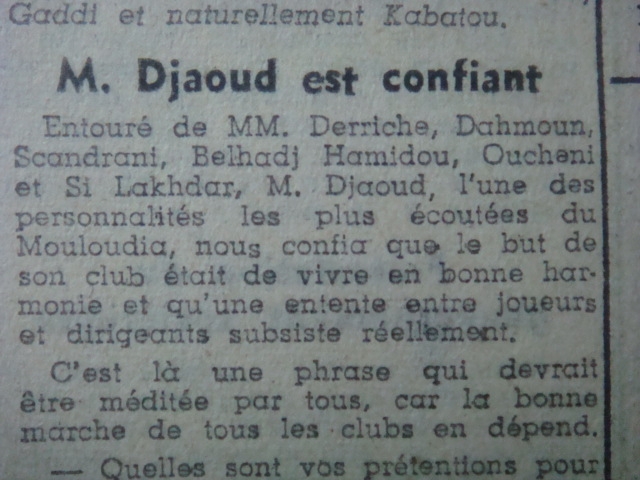 Gaddi et naturellement Kabatou.
M. Djaoud est confiant
Entouré de MM. Derriche, Dahmoun,
Scandrani, Belhadj Hamidou, Oucheni
et Si Lakhdar, M. Djaoud, l'une des
personnalités les plus écoutées du
Mouloudia, nous confia que le but de
son club était de vivre en bonne har-
monie et qu'une entente entre joueurs
et dirigeants subsiste réellement.
C'est là une phrase qui devrait
être méditée par tous, car la bonne
marche de tous les clubs en dépend.
— Quelles sont vos prétentions pour